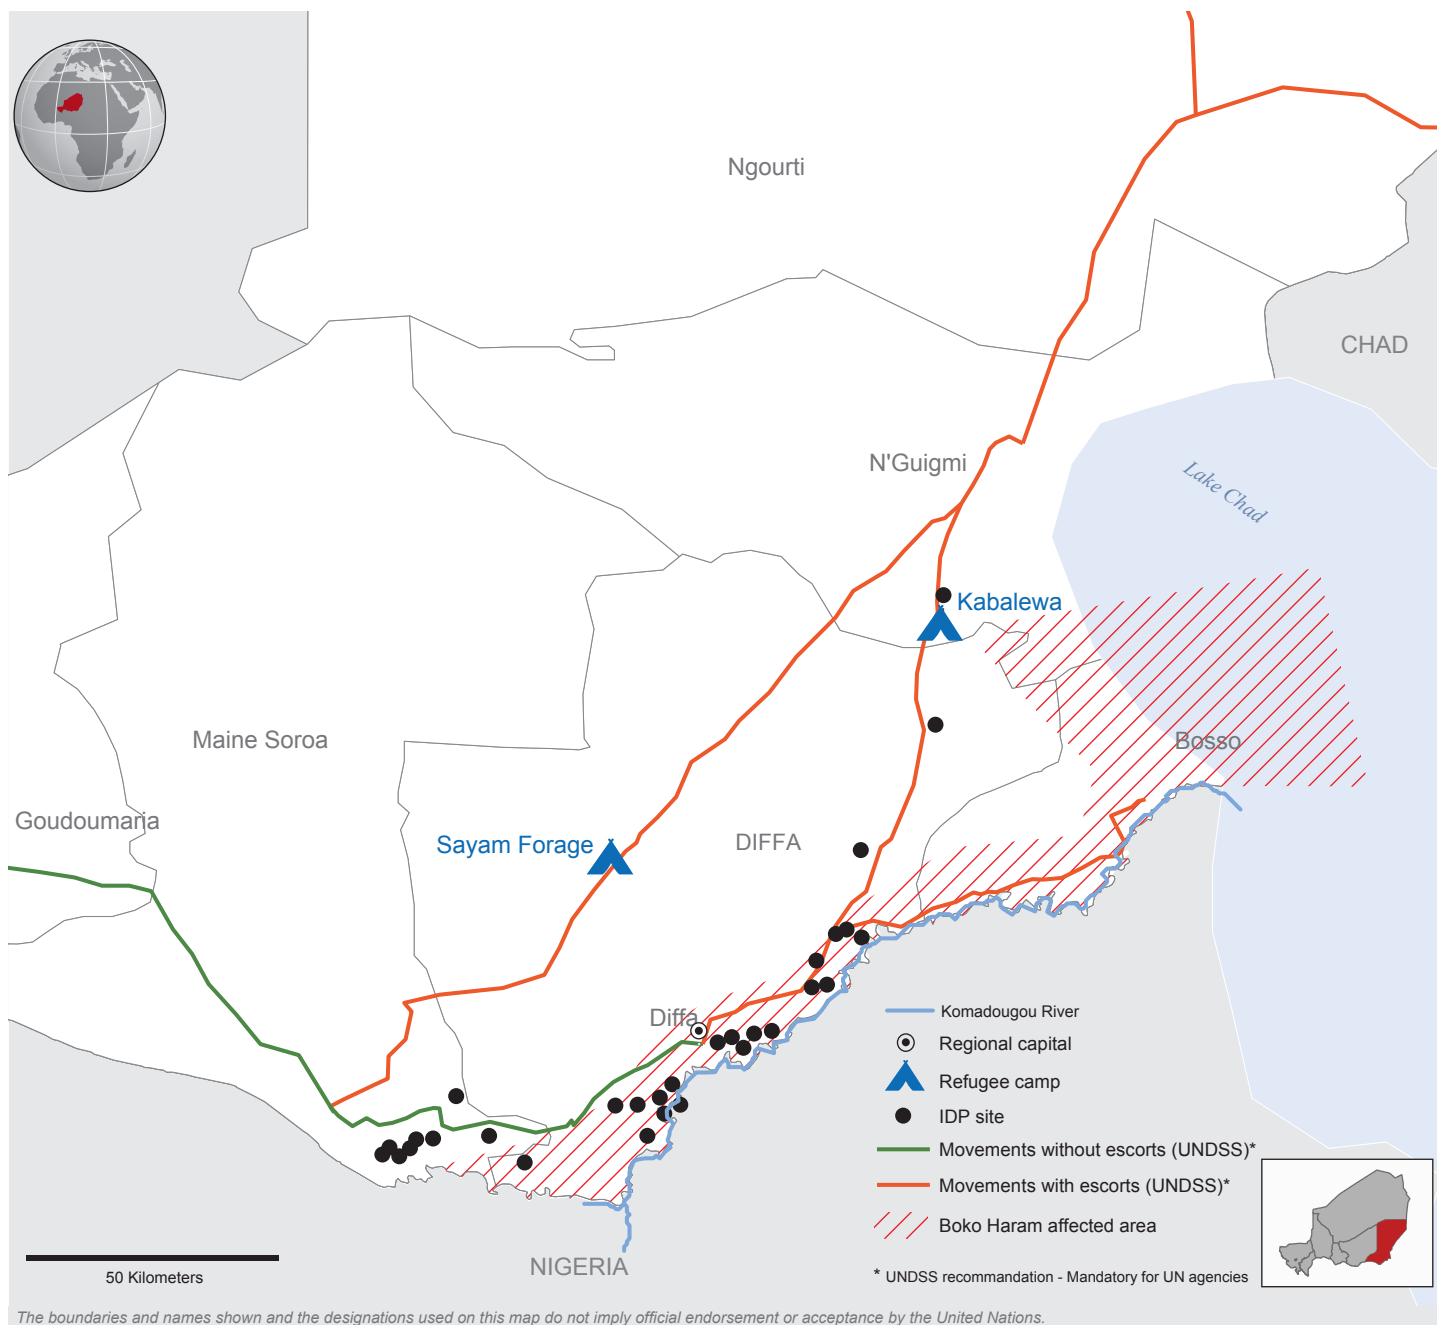 Ngourti
CHAD
N'Guigmi
Lake Chad
Kabalewa
Maine Soroa
Bosso
Goudoumaria
Sayam Forage
DIFFA
Diffa
Komadougou River
Regional capital
Refugee camp
IDP site
Movements without escorts (UNDSS)*
Movements with escorts (UNDSS)*
Boko Haram affected area
NIGERIA
50 Kilometers
* UNDSS recommandation - Mandatory for UN agencies
The boundaries and names shown and the designations used on this map do not imply official endorsement or acceptance by the United Nations.